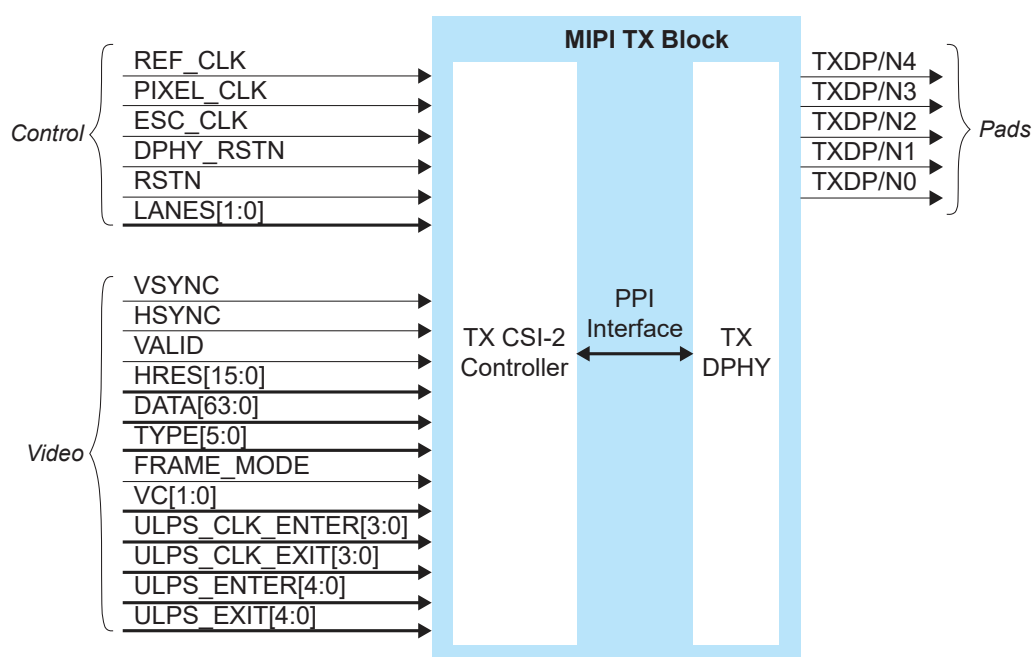 MIPI TX Block
Control
REF_CLK
PIXEL_CLK
ESC_CLK
DPHY_RSTN
RSTN
LANES[1:0]
Video
VSYNC
HSYNC
VALID
HRES[15:0]
DATA[63:0]
TYPE[5:0]
FRAME_MODE
VC[1:0]
ULPS_CLK_ENTER[3:0]
ULPS_CLK_EXIT[3:0]
ULPS_ENTER[4:0]
ULPS_EXIT[4:0]
TX CSI-2
Controller
PPI
Interface
TX
DPHY
TXDP/N4
TXDP/N3
TXDP/N2
TXDP/N1
TXDP/N0
Pads